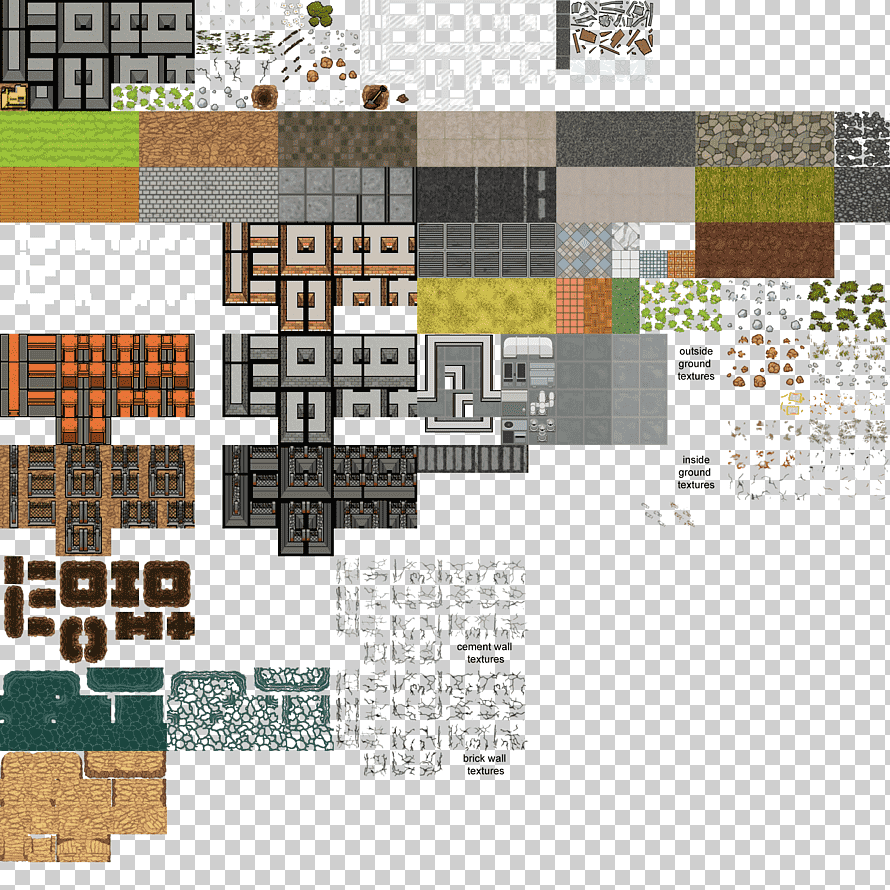 outside
ground
textures
inside
ground
textures
cement wall
textures
brick wall
textures